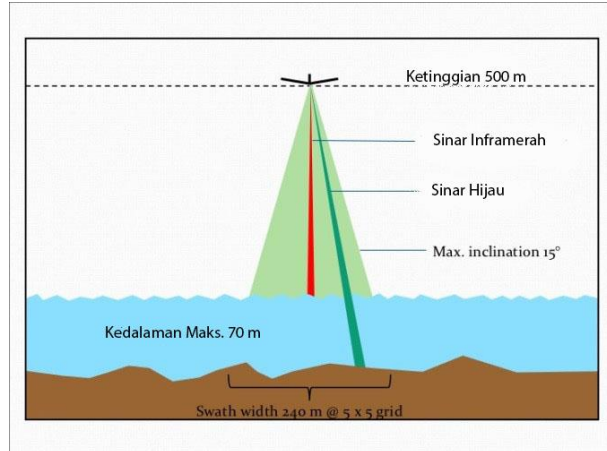 Ketinggian 500 m
Sinar Inframerah
Sinar Hijau
Max. inclination 15°
Kedalaman Maks. 70 m
Swath width 240 m @ 5 x 5 grid